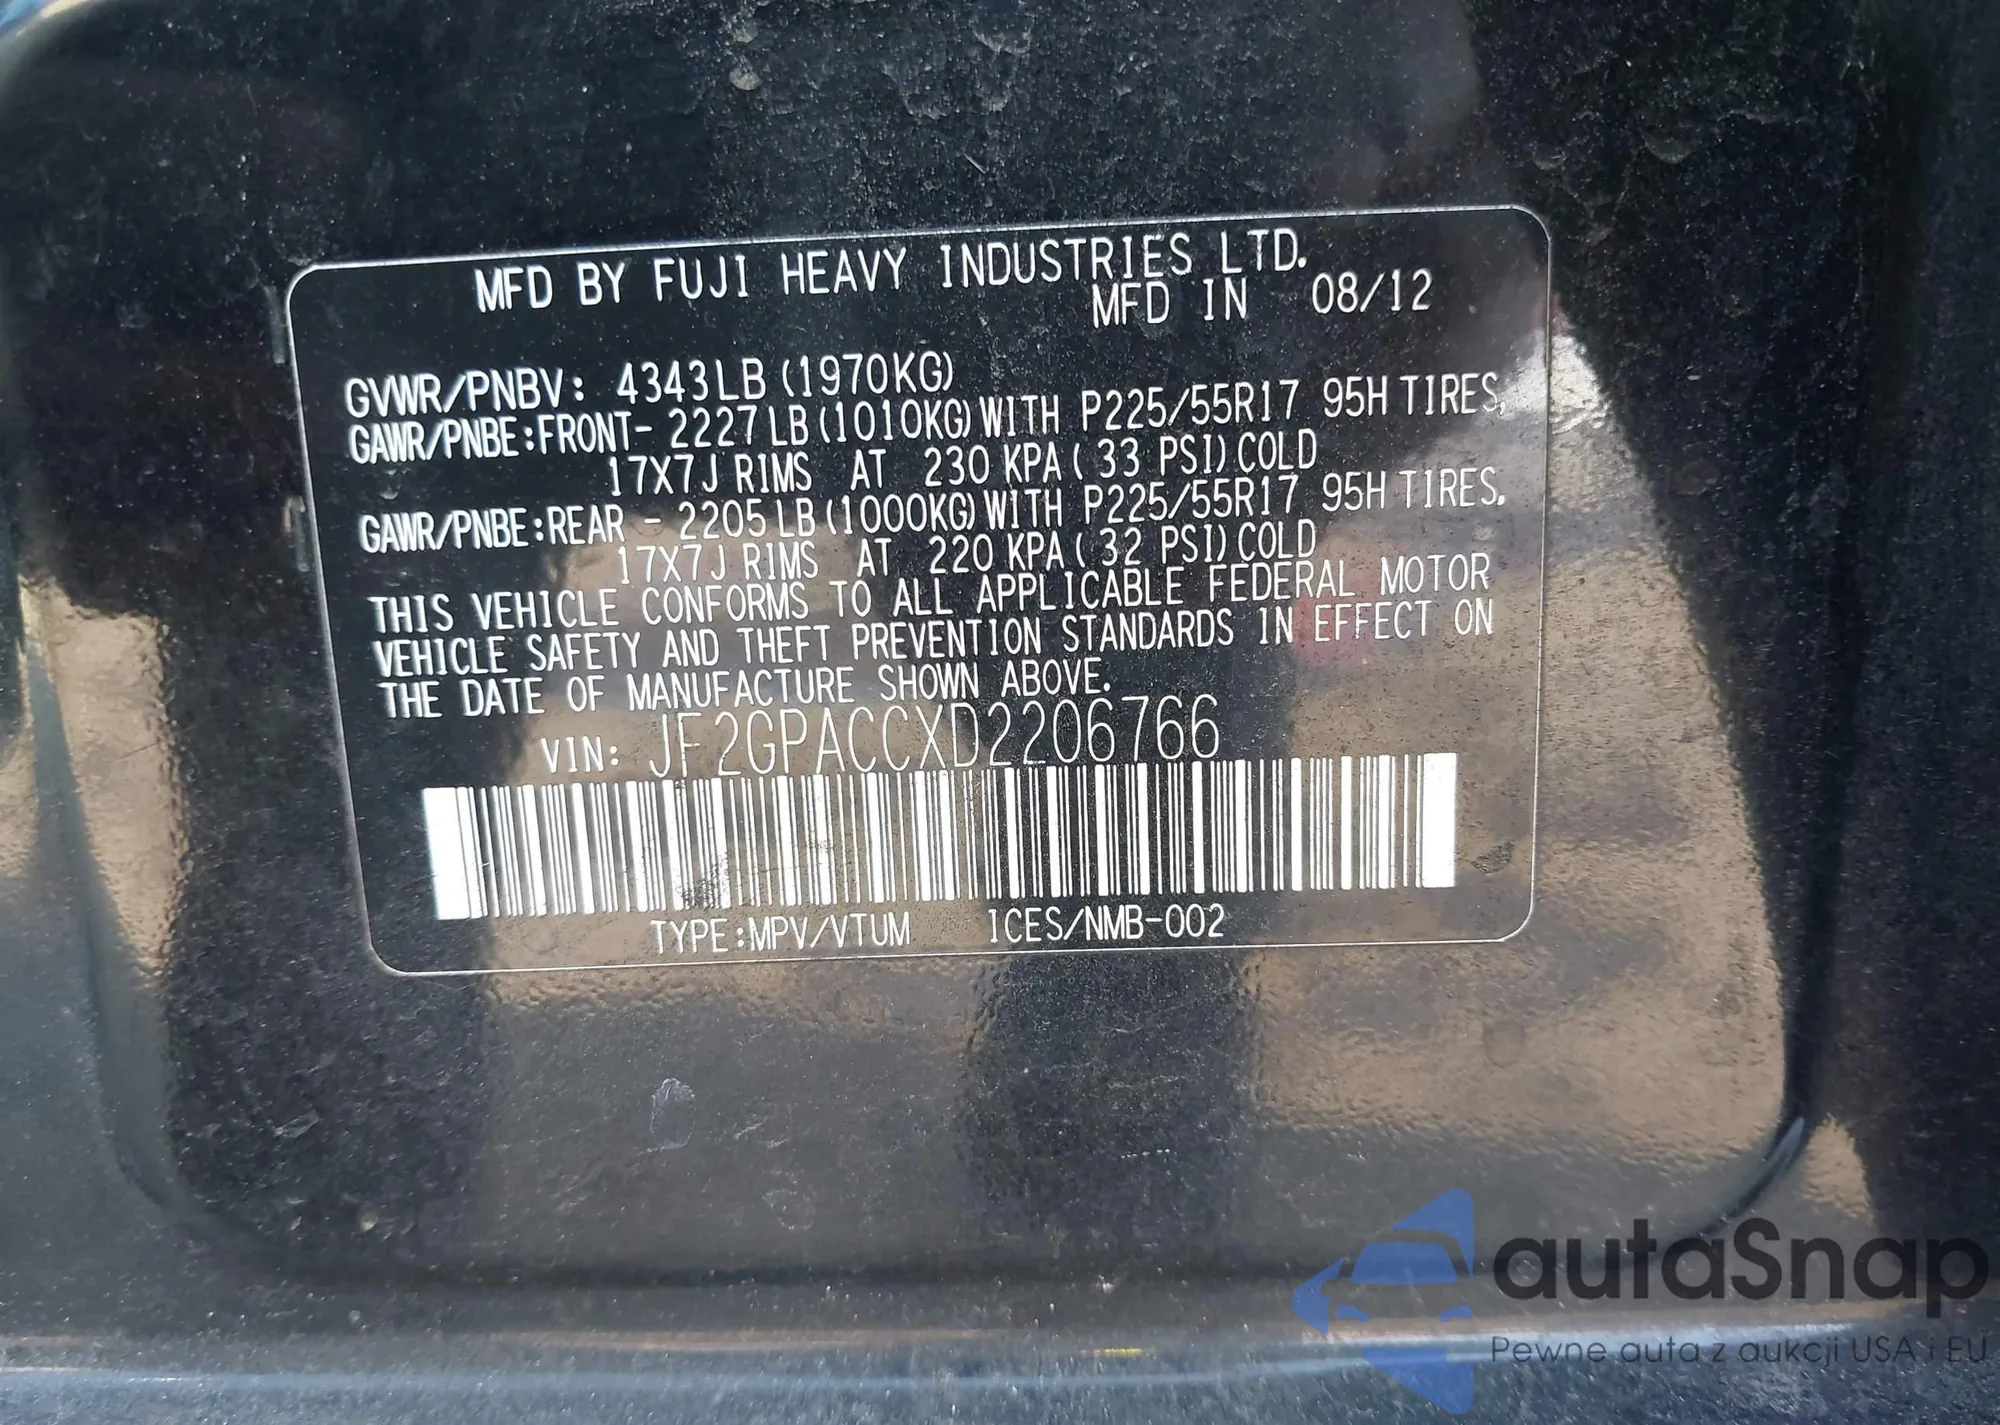 MFD BY FUJI HEAVY INDUSTRIES LTD.
MFD IN 08/12
GVWR/PNBV: 4343LB (1970KG)
GAWR/PNBE:FRONT- 2227LB (1010KG) WITH P225/55R17 95H TIRES,
17X7J RIMS AT 230 KPA ( 33 PSI) COLD
GAWR/PNBE:REAR - 2205LB (1000KG) WITH P225/55R17 95H TIRES.
17X7J RIMS AT 220 KPA ( 32 PSI) COLD
THIS VEHICLE CONFORMS TO ALL APPLICABLE FEDERAL MOTOR
VEHICLE SAFETY AND THEFT PREVENTION STANDARDS IN EFFECT ON
THE DATE OF MANUFACTURE SHOWN ABOVE.
VIN: JF2GPACCXD2206766
TYPE:MPV/VTUM ICES/NMB-002
autaSnap
Pewne auta z aukcji USA i EU